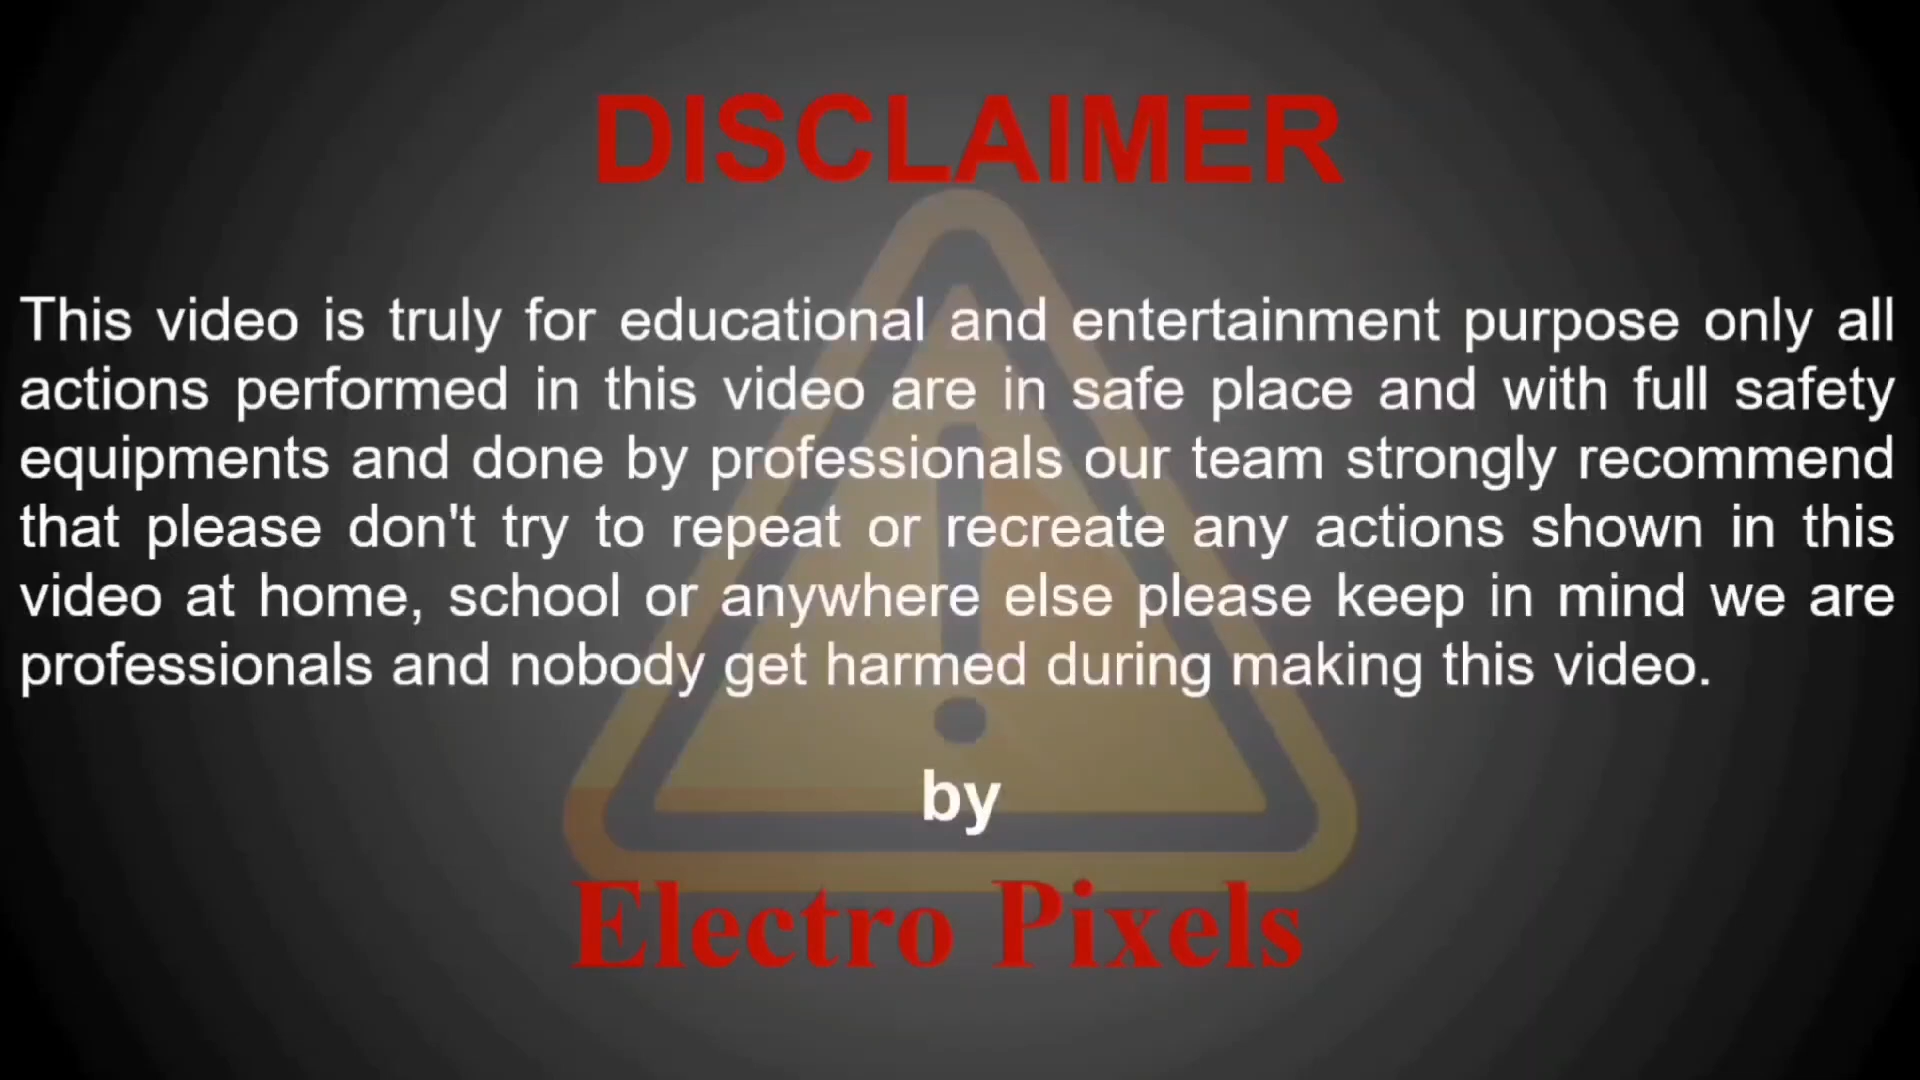 DISCLAIMER
This video is truly for educational and entertainment purpose only all
actions performed in this video are in safe place and with full safety
equipments and done by professionals our team strongly recommend
that please don't try to repeat or recreate any actions shown in this
video at home, school or anywhere else please keep in mind we are
professionals and nobody get harmed during making this video.
by
Electro Pixels